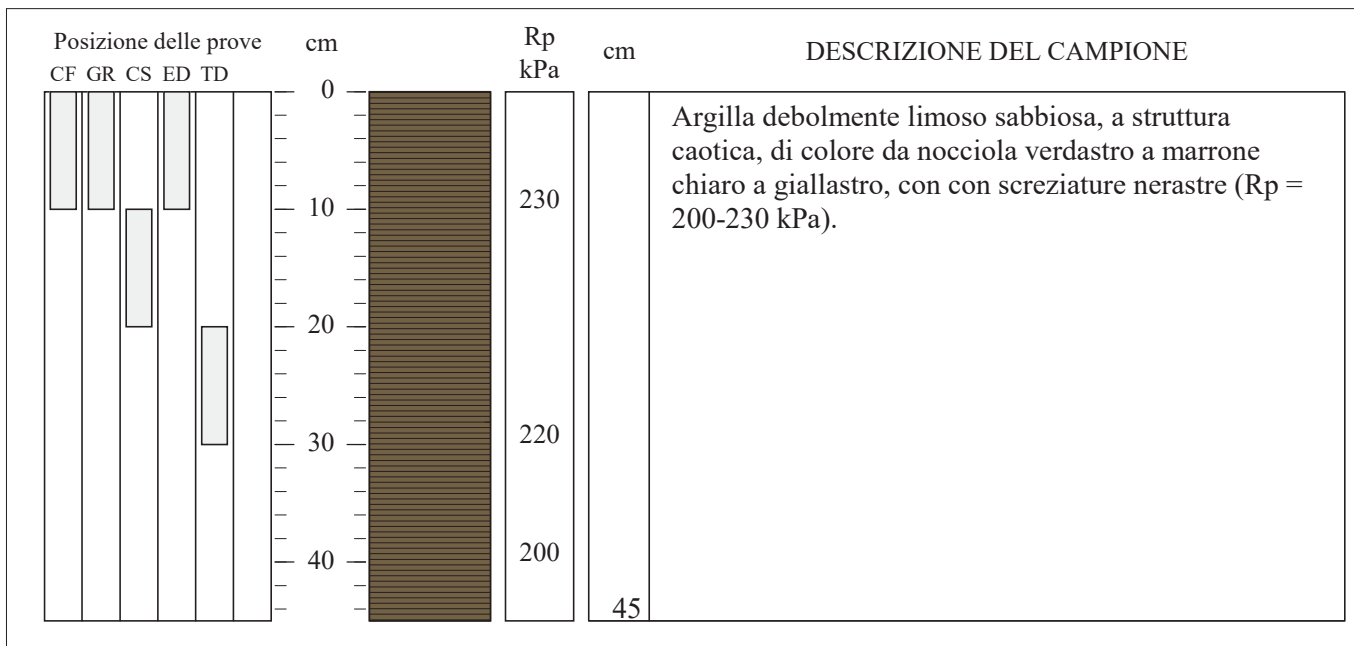 Posizione delle prove
CF GR CS ED TD
cm
Rp
kPa
cm
DESCRIZIONE DEL CAMPIONE
0
10
20
30
40
230
220
200
45
Argilla debolmente limoso sabbiosa, a struttura
caotica, di colore da nocciola verdastro a marrone
chiaro a giallastro, con con screziature nerastre (Rp =
200-230 kPa).